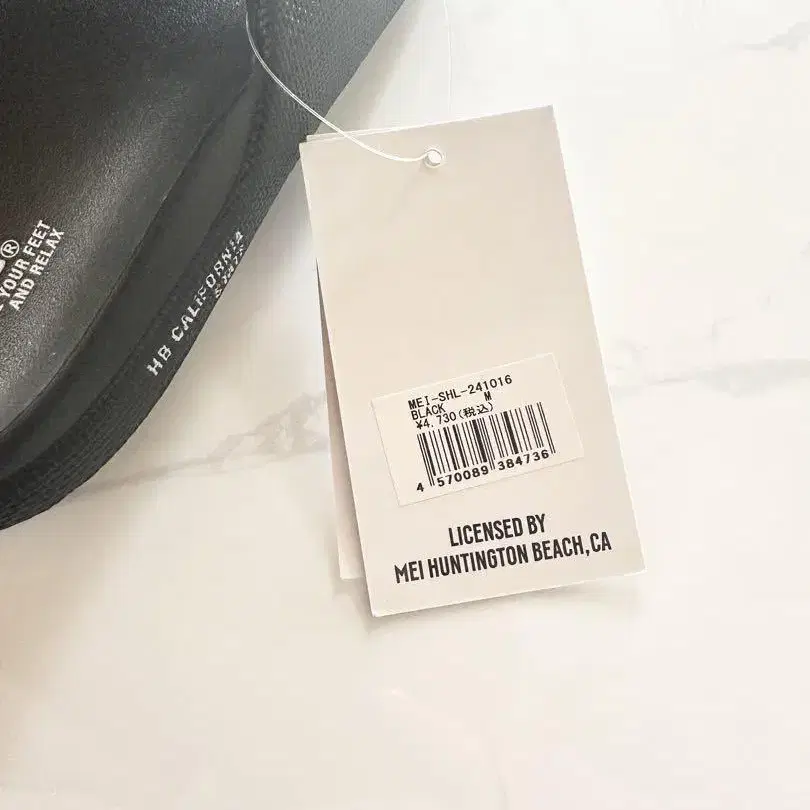 ®
YOUR FEET
AND RELAX
HB CALIFORNIA
MEI-SHL-241016
BLACK M
¥4,730(税込)
4 570089 384736
LICENSED BY
MEI HUNTINGTON BEACH,CA